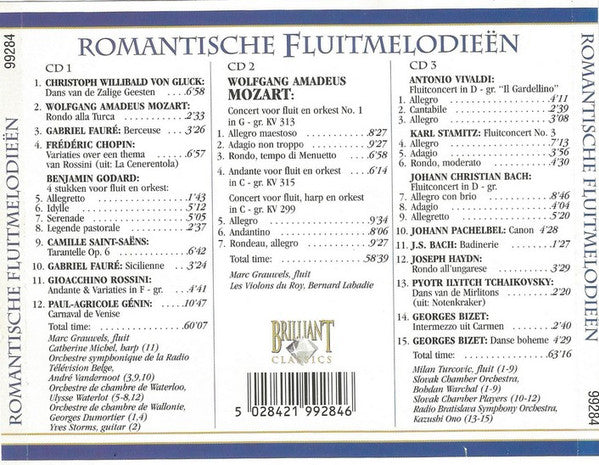 99284
ROMANTISCHE FLUITMELODIEËN
ROMANTISCHE FLUITMELODIEËN
CD 1
1. CHRISTOPH WILLIBALD VON GLUCK:
Dans van de Zalige Geesten ..... 6'58
2. WOLFGANG AMADEUS MOZART:
Rondo alla Turca ..... 2'33
3. GABRIEL FAURÉ: Berceuse ..... 3'26
4. FRÉDÉRIC CHOPIN:
Variaties over een thema ..... 6'57
van Rossini (uit: La Cenerentola)
BENJAMIN GODARD:
4 stukken voor fluit en orkest:
5. Allegretto ..... 1'43
6. Idylle ..... 5'12
7. Serenade ..... 5'05
8. Legende pastorale ..... 2'37
9. CAMILLE SAINT-SAËNS:
Tarantelle Op. 6 ..... 6'42
10. GABRIEL FAURÉ: Sicilienne ..... 3'24
11. GIOACCHINO ROSSINI:
Andante & Variaties in F - gr. ..... 4'41
12. PAUL-AGRICOLE GÉNIN: ..... 10'47
Carnaval de Venise
Total time: ..... 60'07
Marc Grauwels, fluit
Catherine Michel, harp (11)
Orchestre symphonique de la Radio
Télévision Belge,
André Vandernoot (3,9,10)
Orchestre de chambre de Waterloo,
Ulysse Waterlot (5-8,12)
Orchestre de chambre de Wallonie,
Georges Dumortier (1,4)
Yves Storms, guitar (2)
CD 2
WOLFGANG AMADEUS
MOZART:
Concert voor fluit en orkest No. 1
in G - gr. KV 313
1. Allegro maestoso ..... 8'27
2. Adagio non troppo ..... 9'27
3. Rondo, tempo di Menuetto ..... 6'58
4. Andante voor fluit en orkest ..... 6'14
in C - gr. KV 315
Concert voor fluit, harp en orkest
in C - gr. KV 299
5. Allegro ..... 9'34
6. Andantino ..... 8'06
7. Rondeau, allegro ..... 9'27
Total time: ..... 58'39
Marc Grauwels, fluit
Les Violons du Roy, Bernard Labadie
BRILLIANT
CLASSICS
5 028421 992846
CD 3
ANTONIO VIVALDI:
Fluitconcert in D - gr. "Il Gardellino"
1. Allegro ..... 4'11
2. Cantabile ..... 2'39
3. Allegro ..... 3'08
KARL STAMITZ: Fluitconcert No. 3
4. Allegro ..... 7'13
5. Adagio ..... 3'56
6. Rondo, moderato ..... 4'30
JOHANN CHRISTIAN BACH:
Fluitconcert in D-gr.
7. Allegro con brio ..... 8'46
8. Adagio ..... 4'04
9. Allegretto ..... 5'20
10. JOHANN PACHELBEL: Canon 4'28
11. J.S. BACH: Badinerie ..... 1'27
12. JOSEPH HAYDN:
Rondo all'ungarese ..... 3'29
13. PYOTR ILYITCH TCHAIKOVSKY:
Dans van de Mirlitons ..... 2'20
(uit: Notenkraker)
14. GEORGES BIZET:
Intermezzo uit Carmen ..... 2'40
15. GEORGES BIZET: Danse boheme .. 4'29
Total time: ..... 63'16
Milan Turcovic, fluit (1-9)
Slovak Chamber Orchestra,
Bohdan Warchal (1-9)
Slovak Chamber Players (10-12)
Radio Bratislava Symphony Orchestra,
Kazushi Ono (13-15)
ROMANTISCHE FLUITMELODIEËN
99284